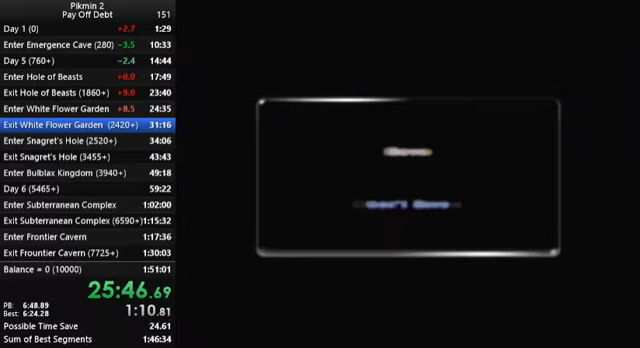 Pikmin 2
Pay Off Debt 151
Day 1 (0) +2.7 1:29
Enter Emergence Cave (280) -3.5 10:33
Day 5 (760+) -2.4 14:44
Enter Hole of Beasts +0.0 17:49
Exit Hole of Beasts (1860+) +9.0 23:40
Enter White Flower Garden +8.5 24:35
Exit White Flower Garden (2420+) 31:16
Enter Snagret's Hole (2520+) 34:06
Exit Snagret's Hole (3455+) 43:43
Enter Bulblax Kingdom (3940+) 49:18
Day 6 (5465+) 59:22
Enter Subterranean Complex 1:02:00
Exit Subterranean Complex (6590+) 1:15:32
Enter Frontier Cavern 1:17:36
Exit Frountier Cavern (7725+) 1:30:03
Balance = 0 (10000) 1:51:01
25:46.69
PB: 6:48.89
Best: 6:24.28 1:10.81
Possible Time Save 24.61
Sum of Best Segments 1:46:34